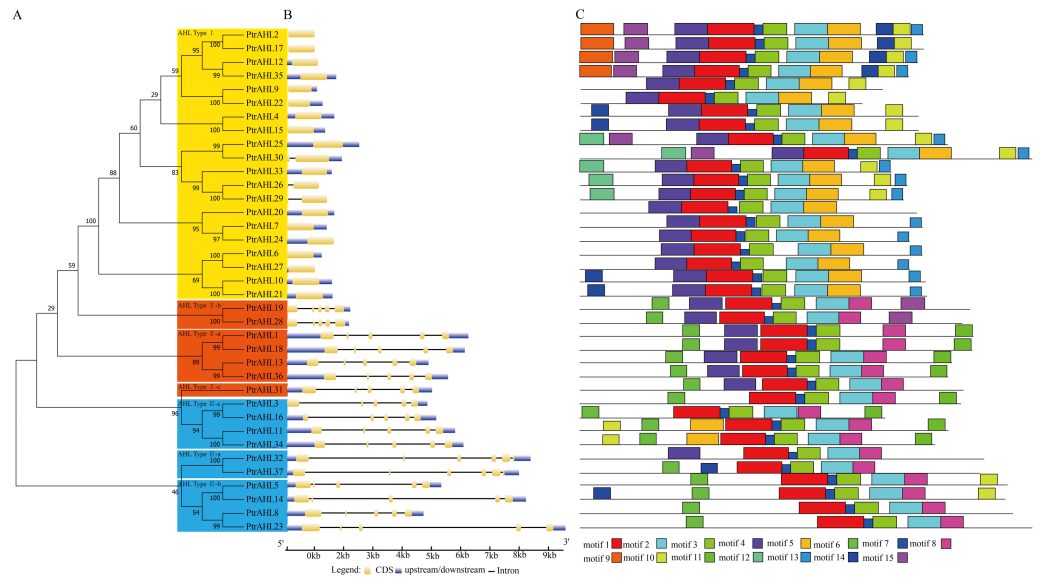 A
B
C
AHL Type I
PtrAHL2
PtrAHL17
PtrAHL12
PtrAHL35
PtrAHL9
PtrAHL22
PtrAHL4
PtrAHL15
PtrAHL25
PtrAHL30
PtrAHL33
PtrAHL26
PtrAHL29
PtrAHL20
PtrAHL7
PtrAHL24
PtrAHL6
PtrAHL27
PtrAHL10
PtrAHL21
AHL Type II-b
PtrAHL19
PtrAHL28
AHL Type II-a
PtrAHL1
PtrAHL18
PtrAHL13
PtrAHL36
AHL Type II-c
PtrAHL31
AHL Type II-c
PtrAHL3
PtrAHL16
PtrAHL11
PtrAHL34
AHL Type II-a
PtrAHL32
PtrAHL37
AHL Type II-b
PtrAHL5
PtrAHL14
PtrAHL8
PtrAHL23
100
95
59
100
99
29
100
60
100
83
88
99
100
100
95
97
59
100
69
100
29
100
100
99
89
99
96
99
94
100
100
46
100
54
99
5' 3'
0kb 1kb 2kb 3kb 4kb 5kb 6kb 7kb 8kb 9kb
Legend: CDS upstream/downstream Intron
motif 1 motif 2 motif 3 motif 4 motif 5 motif 6 motif 7 motif 8
motif 9 motif 10 motif 11 motif 12 motif 13 motif 14 motif 15